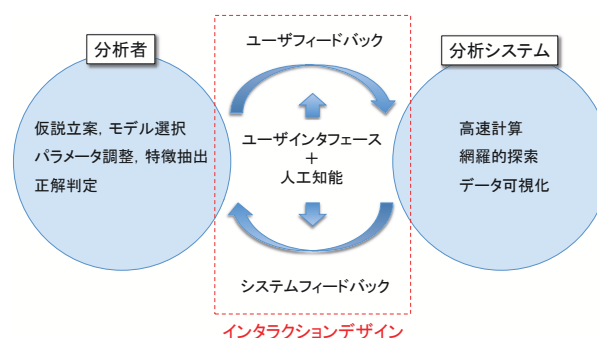 分析者
仮説立案, モデル選択
パラメータ調整, 特徴抽出
正解判定
ユーザフィードバック
ユーザインタフェース
+
人工知能
システムフィードバック
インタラクションデザイン
分析システム
高速計算
網羅的探索
データ可視化